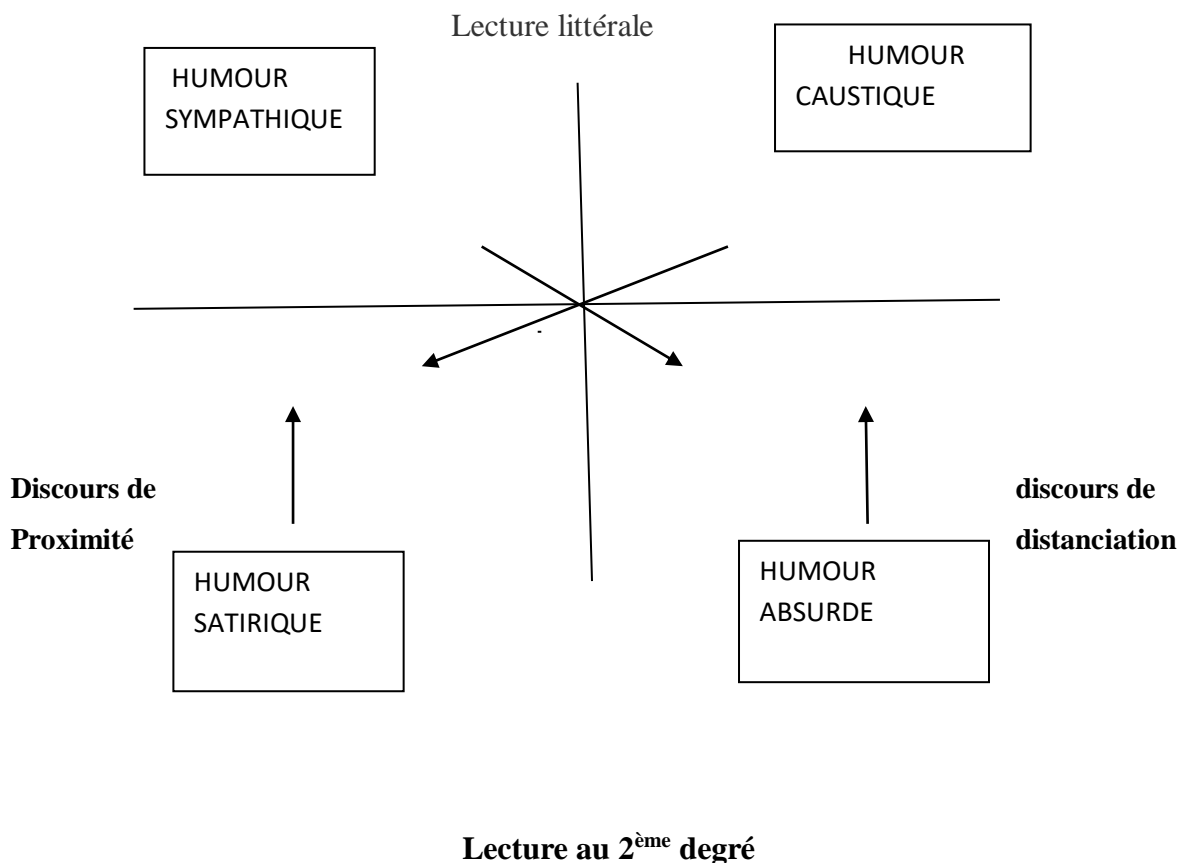 Lecture littérale
HUMOUR
SYMPATHIQUE
HUMOUR
CAUSTIQUE
Discours de
Proximité
discours de
distanciation
HUMOUR
SATIRIQUE
HUMOUR
ABSURDE
Lecture au 2ème degré